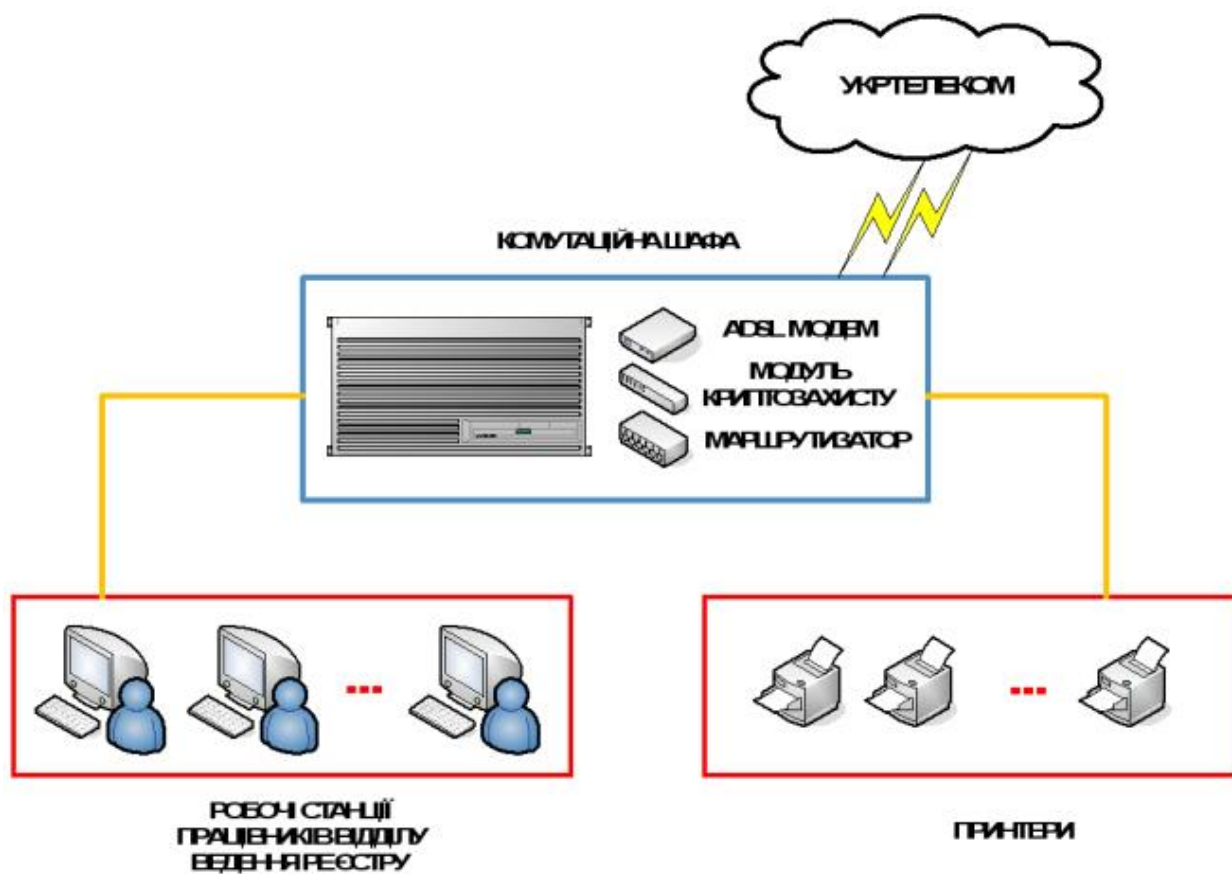 УКРТЕЛЕКОМ
КОМУТАЦІЙНА ШАФА
ADSL МОДЕМ
МОДУЛЬ
КРИПТОЗАХИСТУ
МАРШРУТИЗАТОР
РОБОЧІ СТАНЦІЇ
ПРАЦІВНИКІВ ВІДДІЛУ
ВЕДЕННЯ РЕЄСТРУ
ПРИНТЕРИ